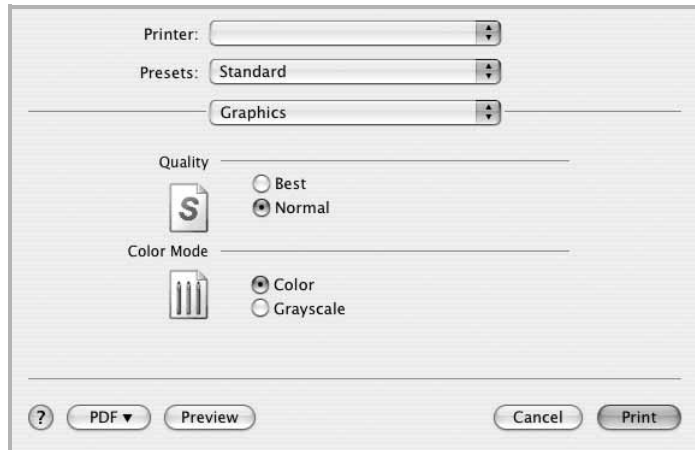 Printer:
Presets: Standard
Graphics
Quality
Best
S
Normal
Color Mode
Color
Grayscale
? PDF▼ Preview Cancel Print